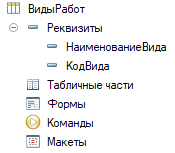 ВидыРабот
Реквизиты
НаименованиеВида
КодВида
Табличные части
Формы
Команды
Макеты